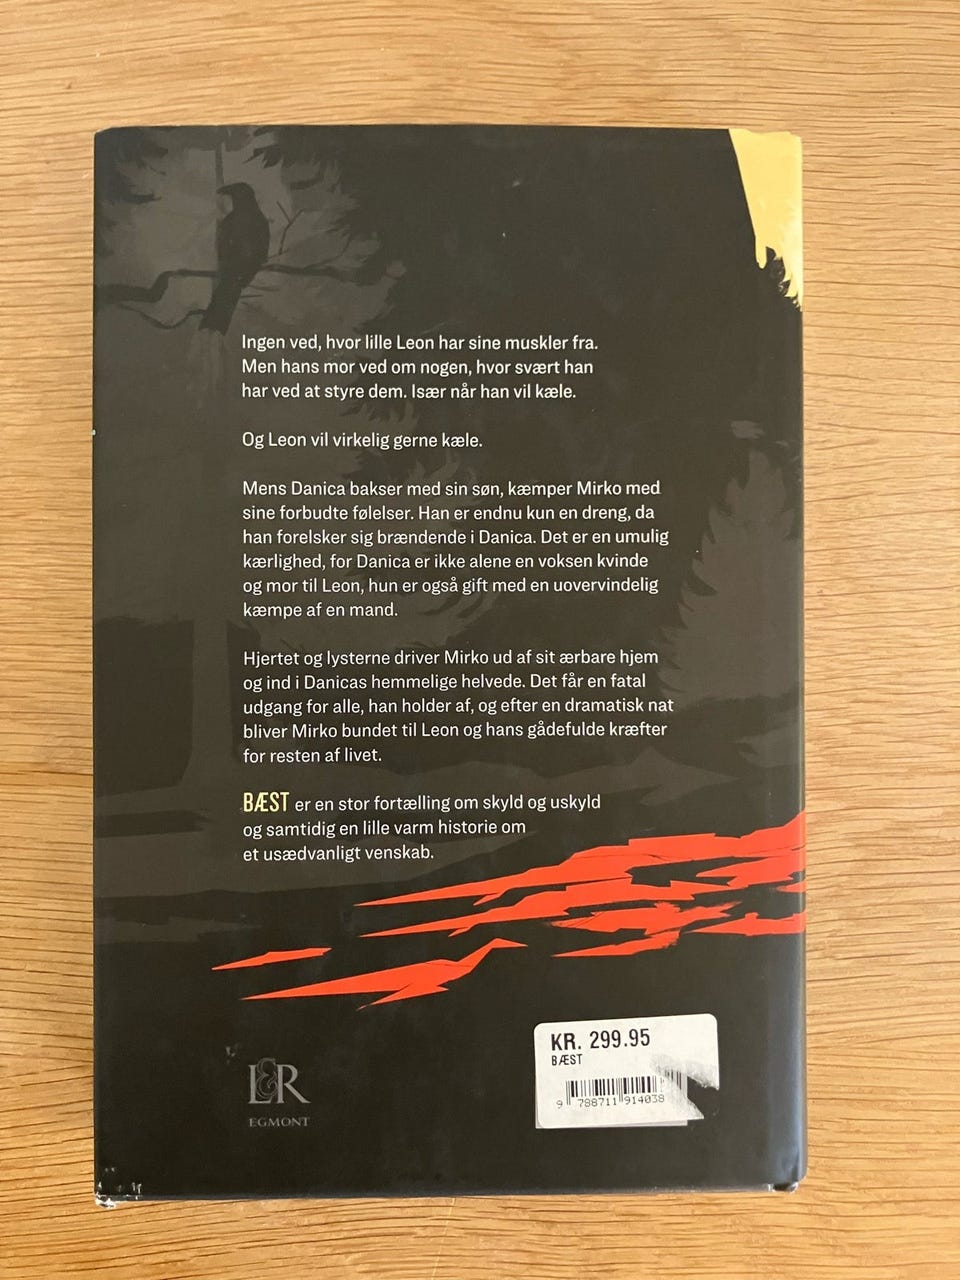 Ingen ved, hvor lille Leon har sine muskler fra.
Men hans mor ved om nogen, hvor svært han
har ved at styre dem. Især når han vil kæle.
Og Leon vil virkelig gerne kæle.
Mens Danica bakser med sin søn, kæmper Mirko med
sine forbudte følelser. Han er endnu kun en dreng, da
han forelsker sig brændende i Danica. Det er en umulig
kærlighed, for Danica er ikke alene en voksen kvinde
og mor til Leon, hun er også gift med en uovervindelig
kæmpe af en mand.
Hjertet og lysterne driver Mirko ud af sit ærbare hjem
og ind i Danicas hemmelige helvede. Det får en fatal
udgang for alle, han holder af, og efter en dramatisk nat
bliver Mirko bundet til Leon og hans gådefulde kræfter
for resten af livet.
BÆST er en stor fortælling om skyld og uskyld
og samtidig en lille varm historie om
et usædvanligt venskab.
L&R
EGMONT
KR. 299.95
BÆST
9 788711 914038